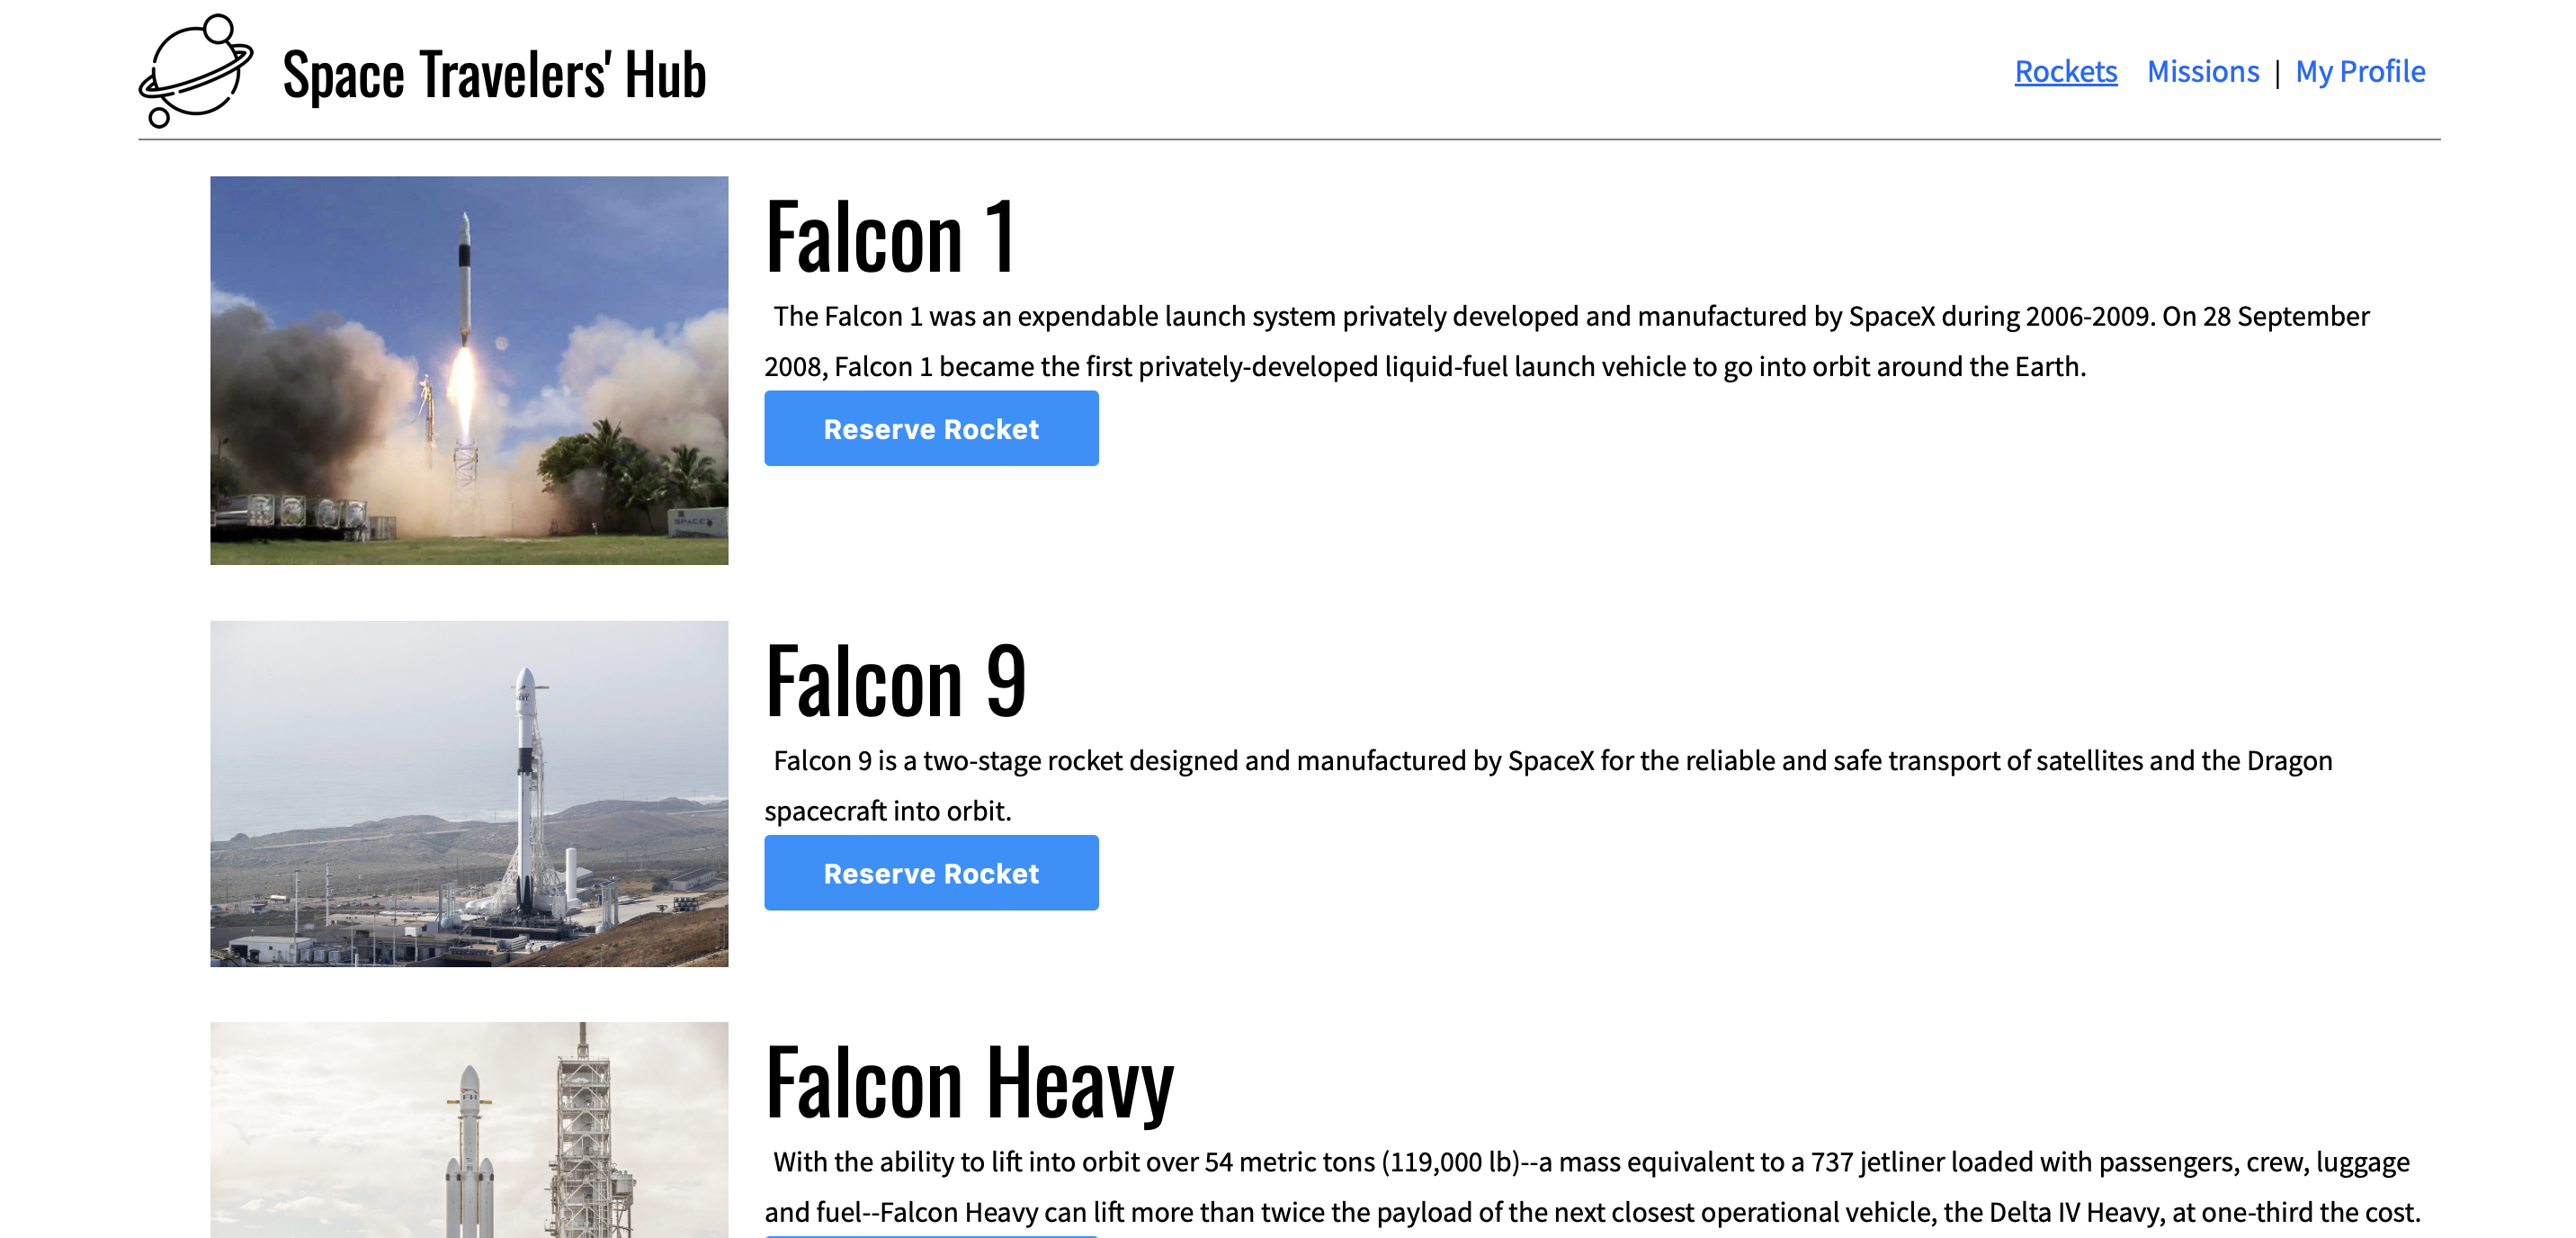 Space Travelers' Hub
Rockets Missions | My Profile
Falcon 1
The Falcon 1 was an expendable launch system privately developed and manufactured by SpaceX during 2006-2009. On 28 September
2008, Falcon 1 became the first privately-developed liquid-fuel launch vehicle to go into orbit around the Earth.
Reserve Rocket
SPACEX
Falcon 9
Falcon 9 is a two-stage rocket designed and manufactured by SpaceX for the reliable and safe transport of satellites and the Dragon
spacecraft into orbit.
Reserve Rocket
Falcon Heavy
With the ability to lift into orbit over 54 metric tons (119,000 lb)--a mass equivalent to a 737 jetliner loaded with passengers, crew, luggage
and fuel--Falcon Heavy can lift more than twice the payload of the next closest operational vehicle, the Delta IV Heavy, at one-third the cost.